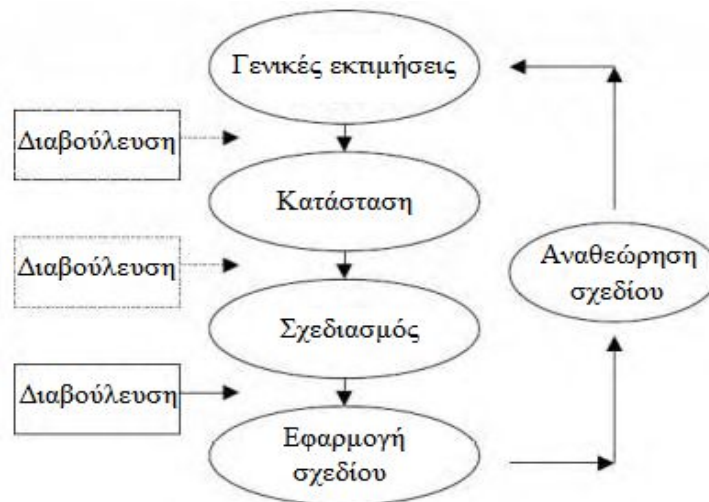 Γενικές εκτιμήσεις
Διαβούλευση
Κατάσταση
Διαβούλευση
Αναθεώρηση
σχεδίου
Σχεδιασμός
Διαβούλευση
Εφαρμογή
σχεδίου